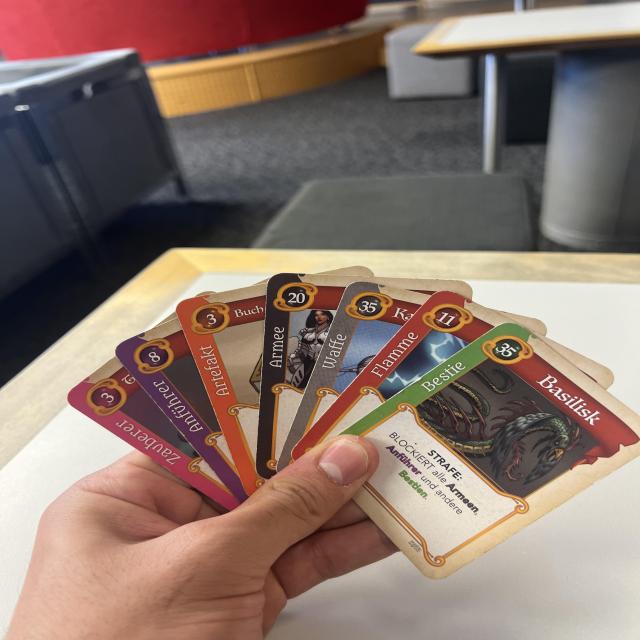 3
Zauberer
8
Anführer
3
Buch
Artefakt
20
Armee
35
Ka
Waffe
11
Flamme
35
Bestie
Basilisk
STRAFE:
BLOCKIERT alle Armeen,
Anführer und andere
Bestien.